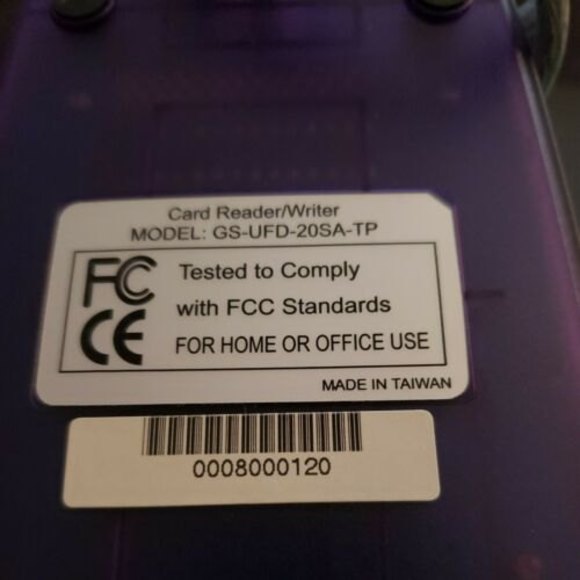 Card Reader/Writer
MODEL: GS-UFD-20SA-TP
FC Tested to Comply
with FCC Standards
CE FOR HOME OR OFFICE USE
MADE IN TAIWAN
0008000120